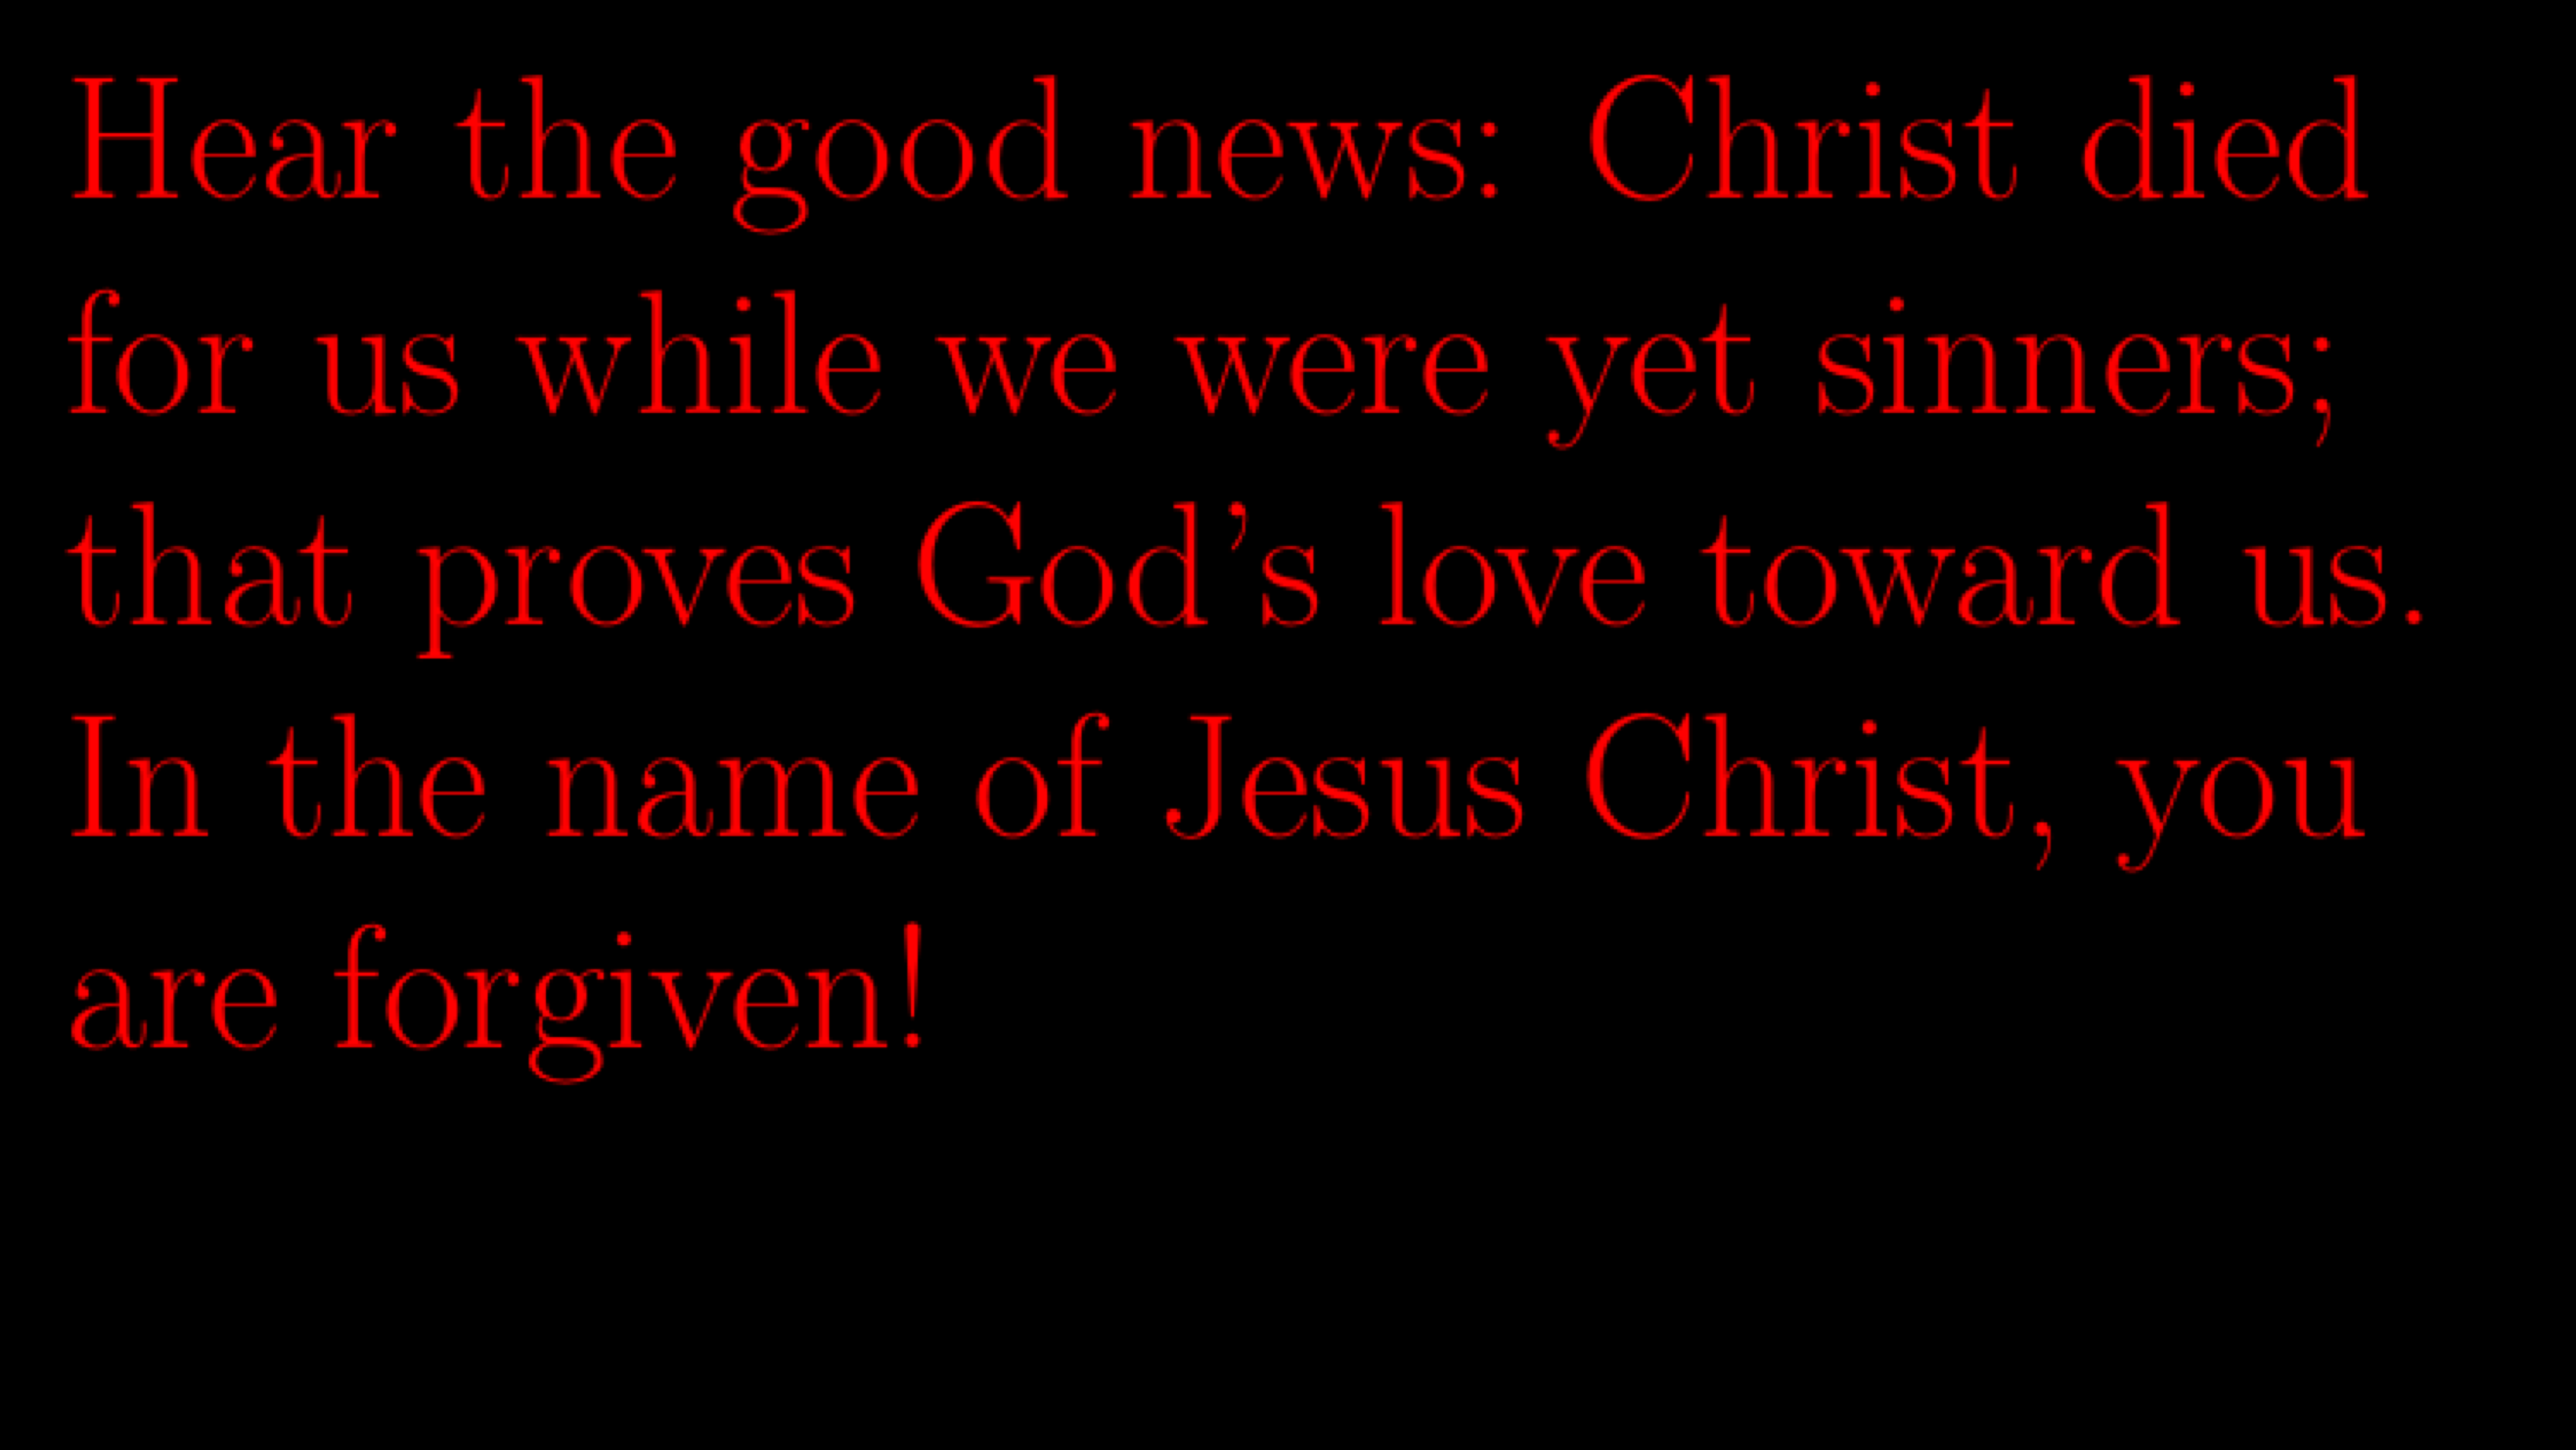 Hear the good news: Christ died
for us while we were yet sinners;
that proves God’s love toward us.
In the name of Jesus Christ, you
are forgiven!